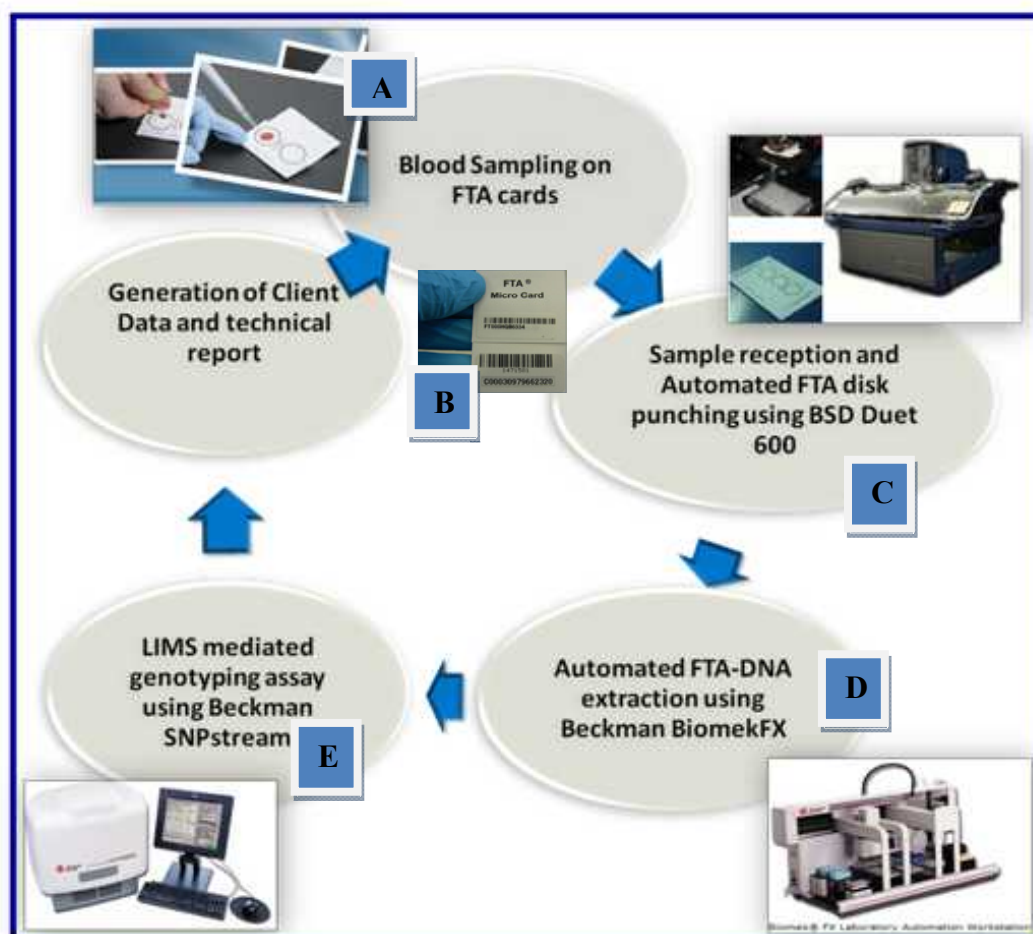 A
Blood Sampling on
FTA cards
Generation of Client
Data and technical
report
FTA ®
Micro Card
C00030979662320
B
Sample reception and
Automated FTA disk
punching using BSD Duet
600
C
LIMS mediated
genotyping assay
using Beckman
SNPstream
E
Automated FTA-DNA
extraction using
Beckman BiomekFX
D
Biomek® FX Laboratory Automation Workstation